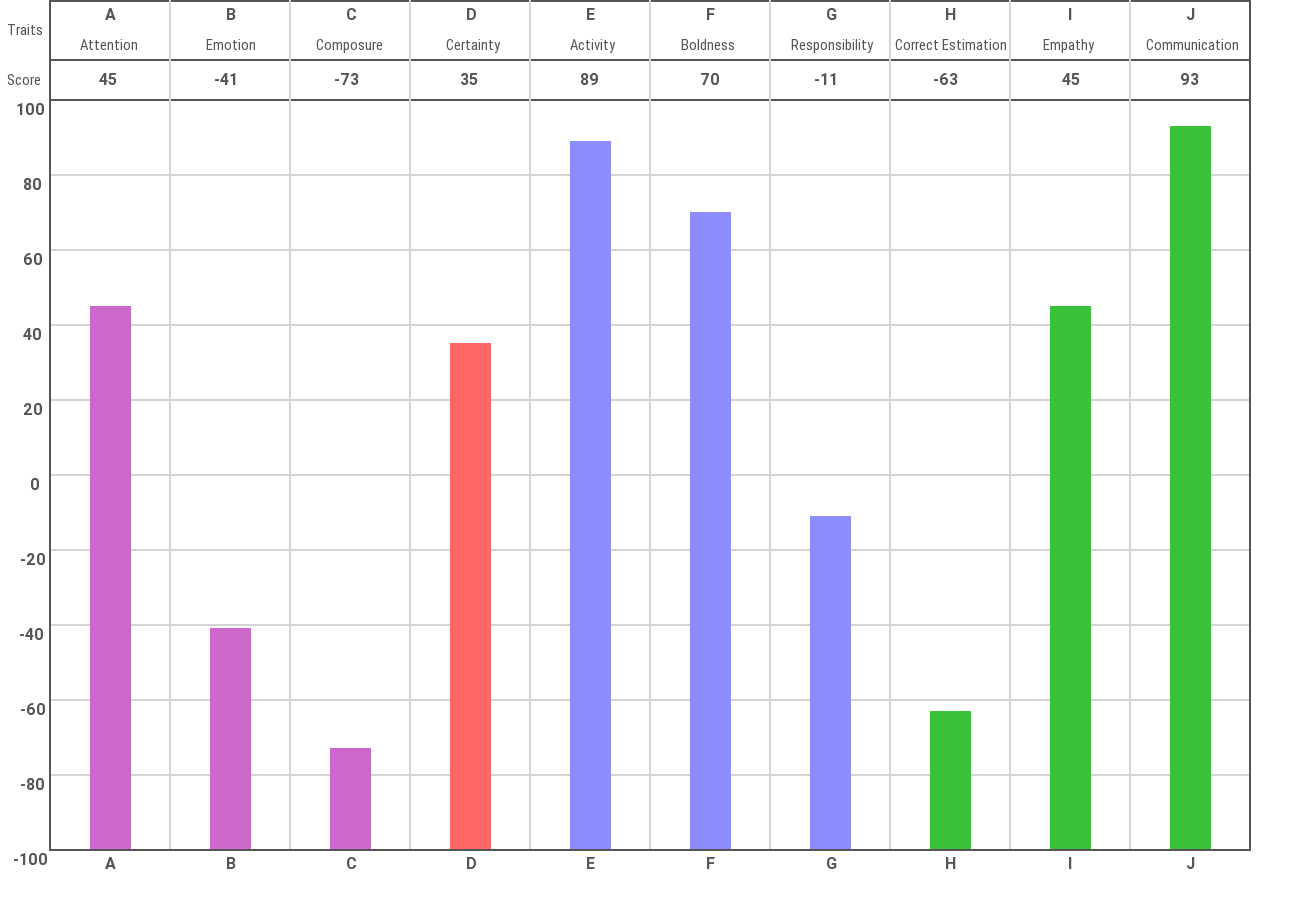 Traits A B C D E F G H I J
Attention Emotion Composure Certainty Activity Boldness Responsibility Correct Estimation Empathy Communication
Score 45 -41 -73 35 89 70 -11 -63 45 93
100
80
60
40
20
0
-20
-40
-60
-80
-100
A B C D E F G H I J